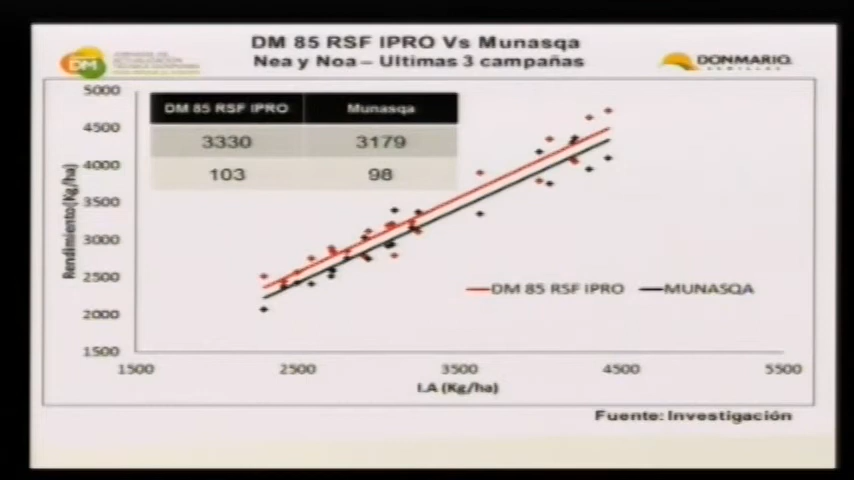 DM 85 RSF IPRO Vs Munasqa
Nea y Noa – Ultimas 3 campañas
DM
DONMARIO
SEMILLAS
DM 85 RSF IPRO Munasqa
3330 3179
103 98
5000
4500
4000
3500
3000
2500
2000
1500
Rendimiento(Kg/ha)
1500 2500 3500 4500 5500
I.A (Kg/ha)
DM 85 RSF IPRO MUNASQA
Fuente: Investigación